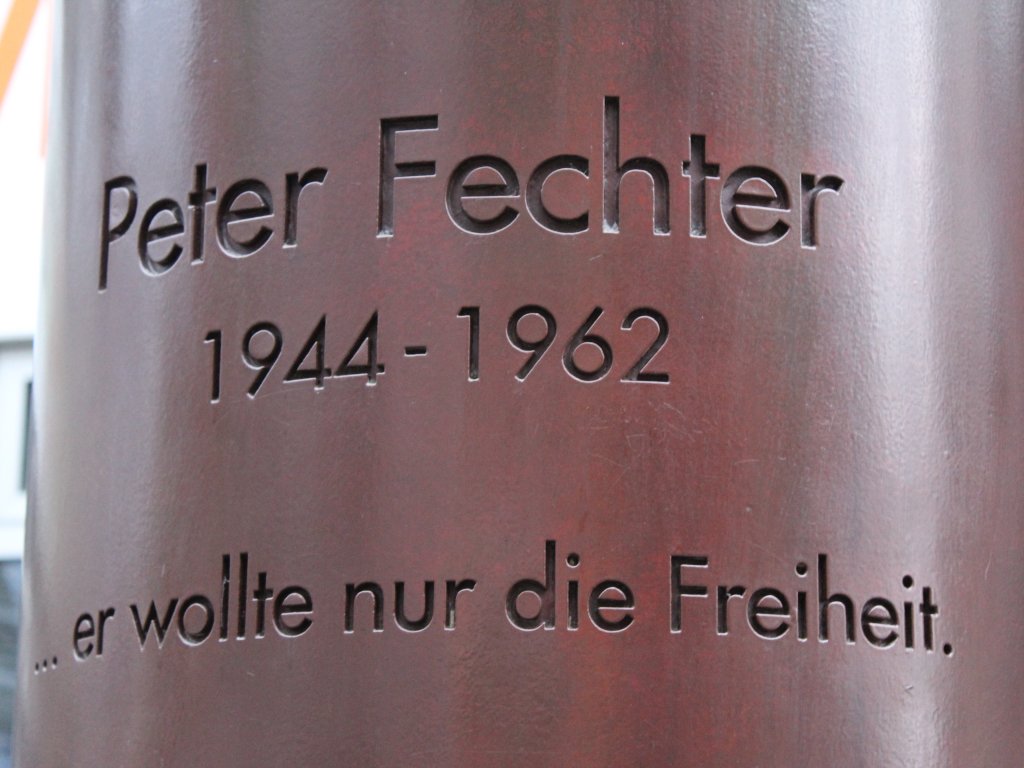 Peter Fechter
1944 - 1962
... er wollte nur die Freiheit.